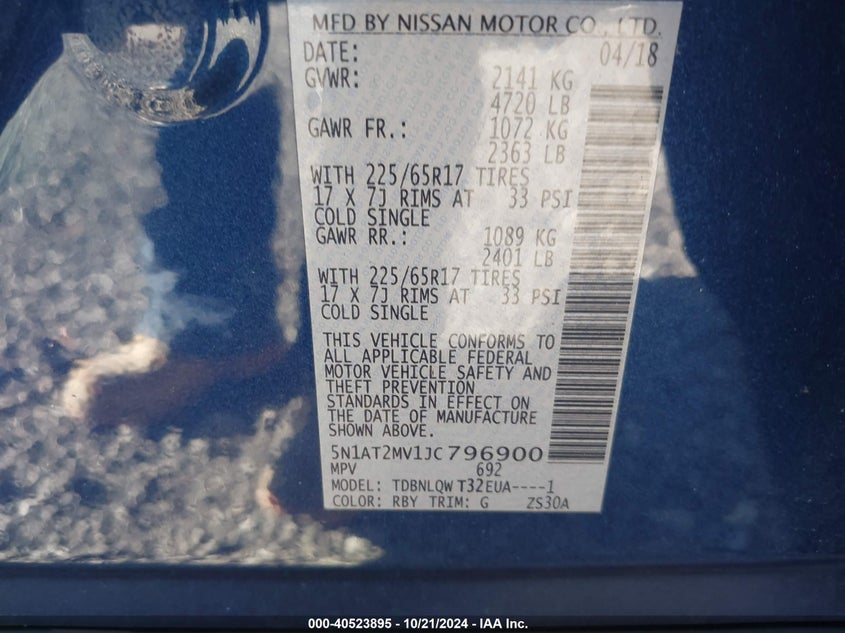 MFD BY NISSAN MOTOR CO., LTD.
DATE: 04/18
GVWR: 2141 KG
4720 LB
GAWR FR.: 1072 KG
2363 LB
WITH 225/65R17 TIRES
17 X 7J RIMS AT 33 PSI
COLD SINGLE
GAWR RR.: 1089 KG
2401 LB
WITH 225/65R17 TIRES
17 X 7J RIMS AT 33 PSI
COLD SINGLE
THIS VEHICLE CONFORMS TO
ALL APPLICABLE FEDERAL
MOTOR VEHICLE SAFETY AND
THEFT PREVENTION
STANDARDS IN EFFECT ON
THE DATE OF MANUFACTURE
SHOWN ABOVE.
5N1AT2MV1JC796900
MPV 692
MODEL: TDBNLQW T32EUA----1
COLOR: RBY TRIM: G ZS30A
000-40523895 - 10/21/2024 - IAA Inc.